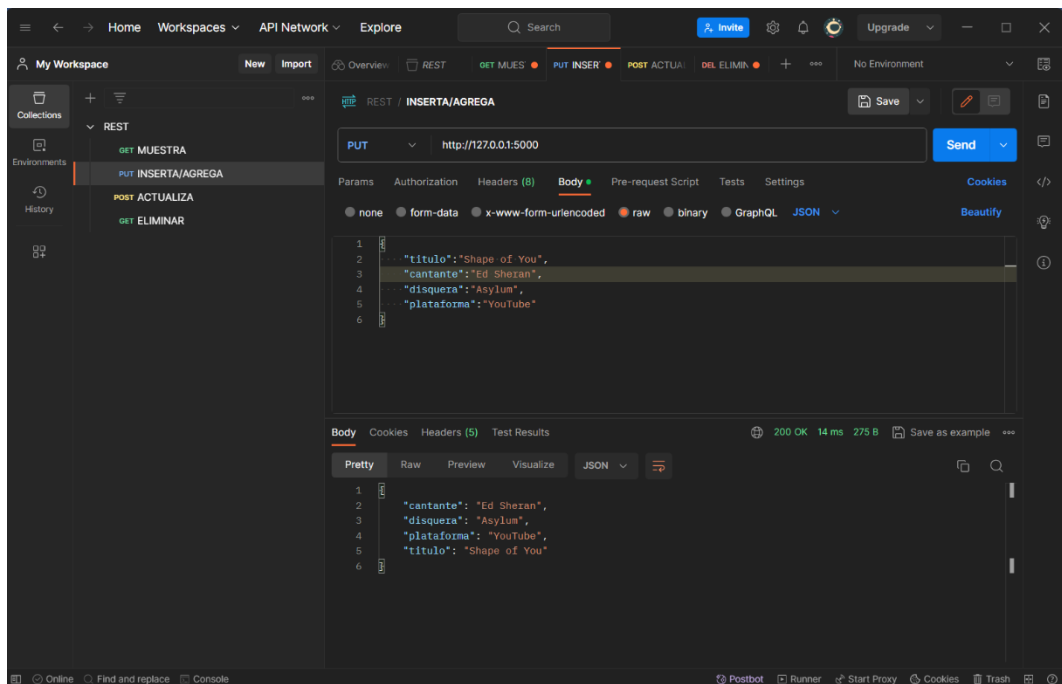 Home Workspaces API Network Explore Search Invite Upgrade
My Workspace New Import Overview REST GET MUES PUT INSER POST ACTUAL DEL ELIMIN No Environment
Collections
Environments
History
REST
GET MUESTRA
PUT INSERTA/AGREGA
POST ACTUALIZA
GET ELIMINAR
HTTP REST / INSERTA/AGREGA Save
PUT http://127.0.0.1:5000 Send
Params Authorization Headers (8) Body Pre-request Script Tests Settings Cookies
none form-data x-www-form-urlencoded raw binary GraphQL JSON Beautify
1 {
2 "titulo":"Shape of You",
3 "cantante":"Ed Sheran",
4 "disquera":"Asylum",
5 "plataforma":"YouTube"
6 }
Body Cookies Headers (5) Test Results 200 OK 14 ms 275 B Save as example
Pretty Raw Preview Visualize JSON
1 {
2 "cantante": "Ed Sheran",
3 "disquera": "Asylum",
4 "plataforma": "YouTube",
5 "titulo": "Shape of You"
6 }
Online Find and replace Console Postbot Runner Start Proxy Cookies Trash